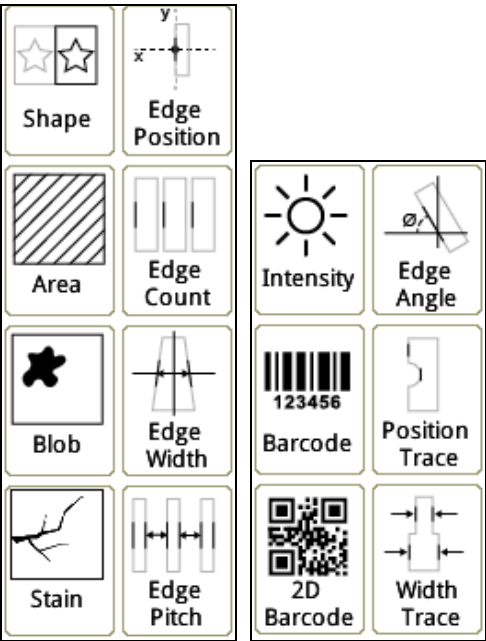 Shape
y
x
Edge
Position
Area
Edge
Count
Blob
Edge
Width
Stain
Edge
Pitch
Intensity
Ø
Edge
Angle
123456
Barcode
Position
Trace
2D
Barcode
Width
Trace